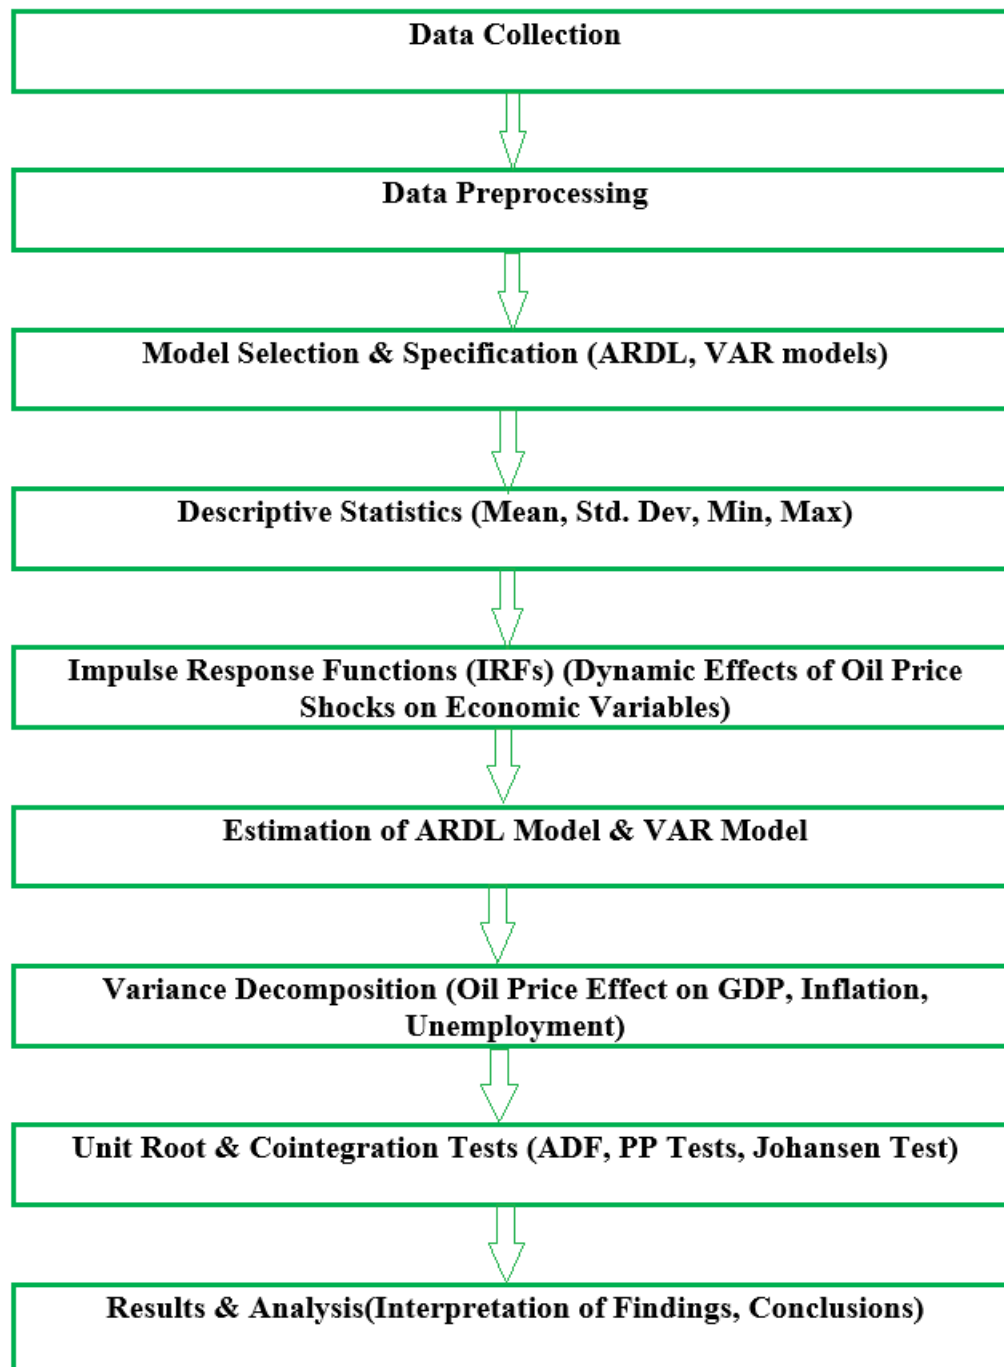 Data Collection
Data Preprocessing
Model Selection & Specification (ARDL, VAR models)
Descriptive Statistics (Mean, Std. Dev, Min, Max)
Impulse Response Functions (IRFs) (Dynamic Effects of Oil Price
Shocks on Economic Variables)
Estimation of ARDL Model & VAR Model
Variance Decomposition (Oil Price Effect on GDP, Inflation,
Unemployment)
Unit Root & Cointegration Tests (ADF, PP Tests, Johansen Test)
Results & Analysis(Interpretation of Findings, Conclusions)